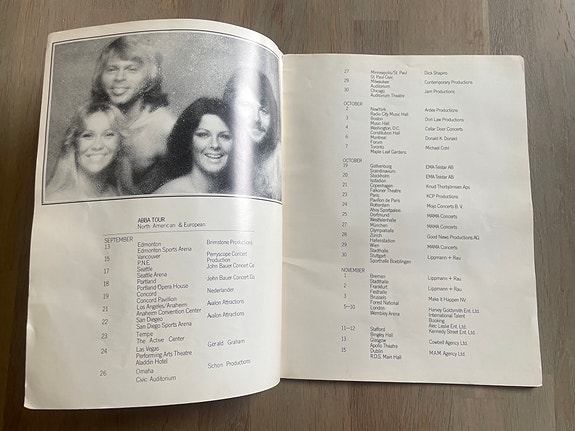 ABBA TOUR
North American & European
SEPTEMBER
13 Edmonton Brimstone Productions
Edmonton Sports Arena
15 Vancouver Perryscope Concert
P.N.E. Production
17 Seattle John Bauer Concert Co
Seattle Arena
18 Portland John Bauer Concert Co
Portland/Opera House
19 Concord Nederlander
Concord Pavilion
21 Los Angeles/Anaheim Avalon Attractions
Anaheim Convention Center
22 San Diegeo Avalon Attractions
San Diego Sports Arena
23 Tempe
The Active Center
24 Las Vegas Gerald Graham
Performing Arts Theatre
Aladdin Hotel
26 Omaha Schon Productions
Civic Auditorium
27 Minneapolis/St. Paul Dick Shapiro
St. Paul Civic
29 Milwaukee Contemporary Productions
Auditorium
30 Chicago Jam Productions
Auditorium Theatre
OCTOBER
2 New York Ardee Productions
Radio City Music Hall
3 Boston Don Law Productions
Music Hall
4 Washington, D.C. Cellar Door Concerts
Constitution Hall
6 Montreal Donald K. Donald
Forum
7 Toronto Michael Cohl
Maple Leaf Gardens
OCTOBER
19 Gothenburg EMA-Telstar AB
Scandinavium
20 Stockholm EMA-Telstar AB
Isstadion
21 Copenhagen Knud Thorbjørnsen Aps
Falkoner Theatre
23 Paris KCP Productions
Pavillon de Paris
24 Rotterdam Mojo Concerts B. V.
Ahoy Sportpalein
25 Dortmund MAMA Concerts
Westfalenhalle
27 München MAMA Concerts
Olympiahalle
28 Zurich Good News Productions AG
Hallenstadion
29 Wien MAMA Concerts
Stadthalle
30 Stuttgart Lippmann + Rau
Sporthalle Boeblingen
NOVEMBER
1 Bremen Lippmann + Rau
Stadthalle
2 Frankfurt Lippmann + Rau
Festhalle
3 Brussels Make It Happen NV
Forest National
5–10 London Harvey Goldsmith Ent. Ltd
Wembley Arena International Talent
Booking
Alec Leslie Ent. Ltd
11–12 Stafford Kennedy Street Ent. Ltd.
Bingley Hall
13 Glasgow Cowbell Agency Ltd.
Apollo Theatre
15 Dublin M.A.M. Agency Ltd.
R.D.S. Main Hall